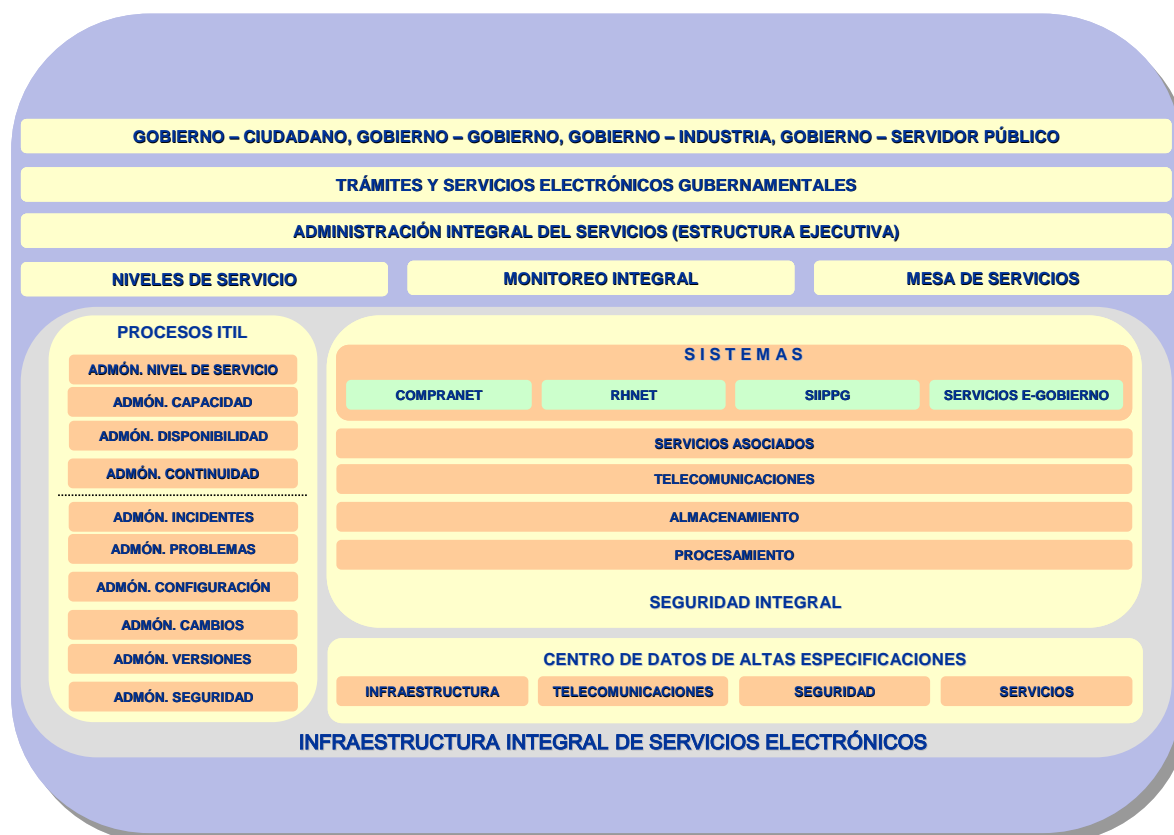 GOBIERNO – CIUDADANO, GOBIERNO – GOBIERNO, GOBIERNO – INDUSTRIA, GOBIERNO – SERVIDOR PÚBLICO
TRÁMITES Y SERVICIOS ELECTRÓNICOS GUBERNAMENTALES
ADMINISTRACIÓN INTEGRAL DEL SERVICIOS (ESTRUCTURA EJECUTIVA)
NIVELES DE SERVICIO
MONITOREO INTEGRAL
MESA DE SERVICIOS
PROCESOS ITIL
ADMÓN. NIVEL DE SERVICIO
ADMÓN. CAPACIDAD
ADMÓN. DISPONIBILIDAD
ADMÓN. CONTINUIDAD
ADMÓN. INCIDENTES
ADMÓN. PROBLEMAS
ADMÓN. CONFIGURACIÓN
ADMÓN. CAMBIOS
ADMÓN. VERSIONES
ADMÓN. SEGURIDAD
S I S T E M A S
COMPRANET
RHNET
SIIPPG
SERVICIOS E-GOBIERNO
SERVICIOS ASOCIADOS
TELECOMUNICACIONES
ALMACENAMIENTO
PROCESAMIENTO
SEGURIDAD INTEGRAL
CENTRO DE DATOS DE ALTAS ESPECIFICACIONES
INFRAESTRUCTURA
TELECOMUNICACIONES
SEGURIDAD
SERVICIOS
INFRAESTRUCTURA INTEGRAL DE SERVICIOS ELECTRÓNICOS